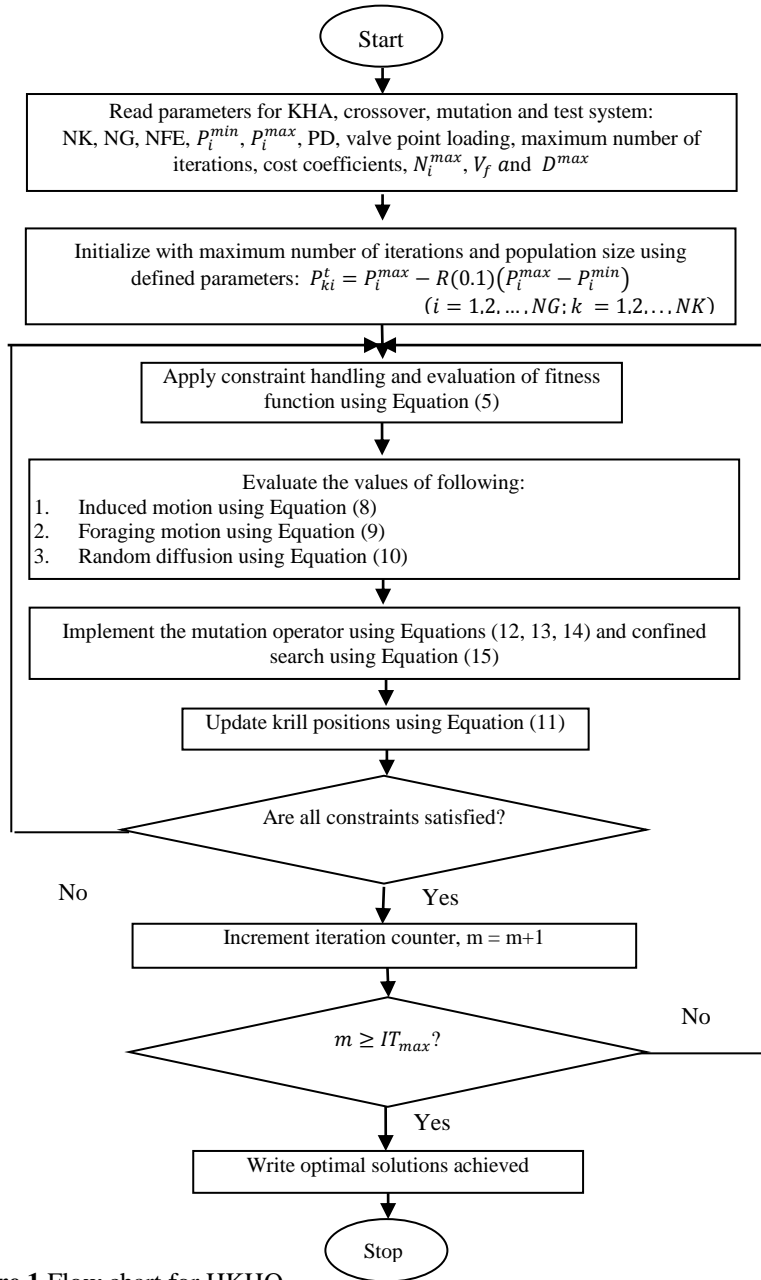 Start
Read parameters for KHA, crossover, mutation and test system:
NK, NG, NFE, $P_i^{min}$, $P_i^{max}$, PD, valve point loading, maximum number of
iterations, cost coefficients, $N_i^{max}$, $V_f$ and $D^{max}$
Initialize with maximum number of iterations and population size using
defined parameters: $P_{ki}^t = P_i^{max} - R(0.1)(P_i^{max} - P_i^{min})$
$(i = 1,2, ..., NG; k = 1,2, . . , NK)$
Apply constraint handling and evaluation of fitness
function using Equation (5)
Evaluate the values of following:
1. Induced motion using Equation (8)
2. Foraging motion using Equation (9)
3. Random diffusion using Equation (10)
Implement the mutation operator using Equations (12, 13, 14) and confined
search using Equation (15)
Update krill positions using Equation (11)
Are all constraints satisfied?
No
Yes
Increment iteration counter, m = m+1
No
$m \geq IT_{max}$?
Yes
Write optimal solutions achieved
Stop
1 Flow chart for HKHO